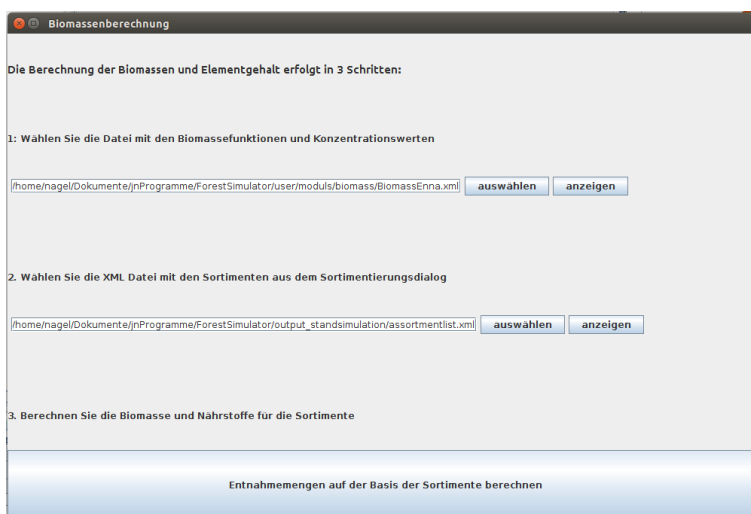 Biomassenberechnung
Die Berechnung der Biomassen und Elementgehalt erfolgt in 3 Schritten:
1: Wählen Sie die Datei mit den Biomassefunktionen und Konzentrationswerten
/home/nagel/Dokumente/jnProgramme/ForestSimulator/user/moduls/biomass/BiomassEnna.xml auswählen anzeigen
2. Wählen Sie die XML Datei mit den Sortimenten aus dem Sortimentierungsdialog
/home/nagel/Dokumente/jnProgramme/ForestSimulator/output_standsimulation/assortmentlist.xml auswählen anzeigen
3. Berechnen Sie die Biomasse und Nährstoffe für die Sortimente
Entnahmemengen auf der Basis der Sortimente berechnen